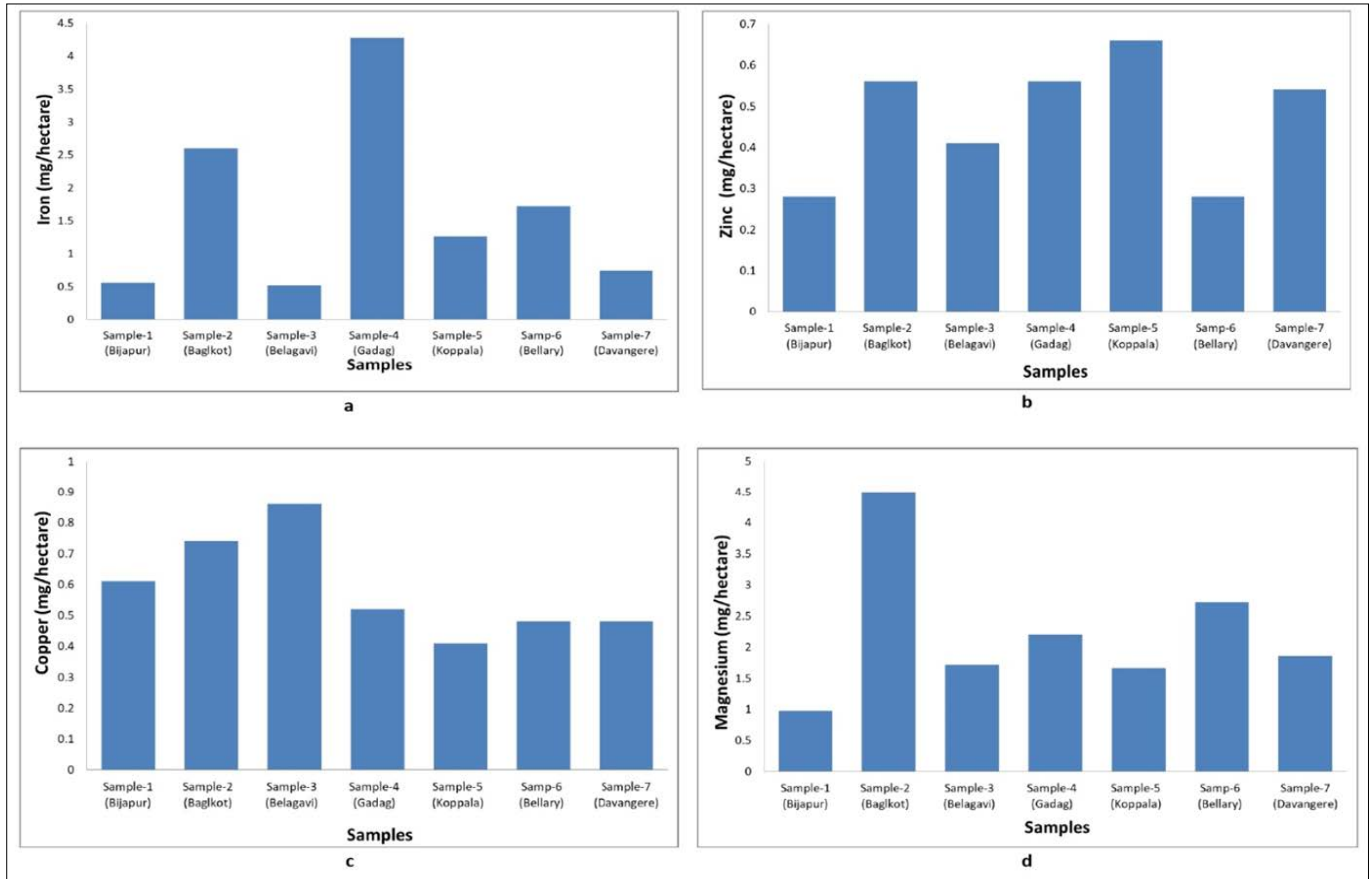 Iron (mg/hectare)
4.5
4
3.5
3
2.5
2
1.5
1
0.5
0
Sample-1 Sample-2 Sample-3 Sample-4 Sample-5 Samp-6 Sample-7
(Bijapur) (Baglkot) (Belagavi) (Gadag) (Koppala) (Bellary) (Davangere)
Samples
a
Zinc (mg/hectare)
0.7
0.6
0.5
0.4
0.3
0.2
0.1
0
Sample-1 Sample-2 Sample-3 Sample-4 Sample-5 Samp-6 Sample-7
(Bijapur) (Baglkot) (Belagavi) (Gadag) (Koppala) (Bellary) (Davangere)
Samples
b
Copper (mg/hectare)
1
0.9
0.8
0.7
0.6
0.5
0.4
0.3
0.2
0.1
0
Sample-1 Sample-2 Sample-3 Sample-4 Sample-5 Samp-6 Sample-7
(Bijapur) (Baglkot) (Belagavi) (Gadag) (Koppala) (Bellary) (Davangere)
Samples
c
Magnesium (mg/hectare)
5
4.5
4
3.5
3
2.5
2
1.5
1
0.5
0
Sample-1 Sample-2 Sample-3 Sample-4 Sample-5 Samp-6 Sample-7
(Bijapur) (Baglkot) (Belagavi) (Gadag) (Koppala) (Bellary) (Davangere)
Samples
d